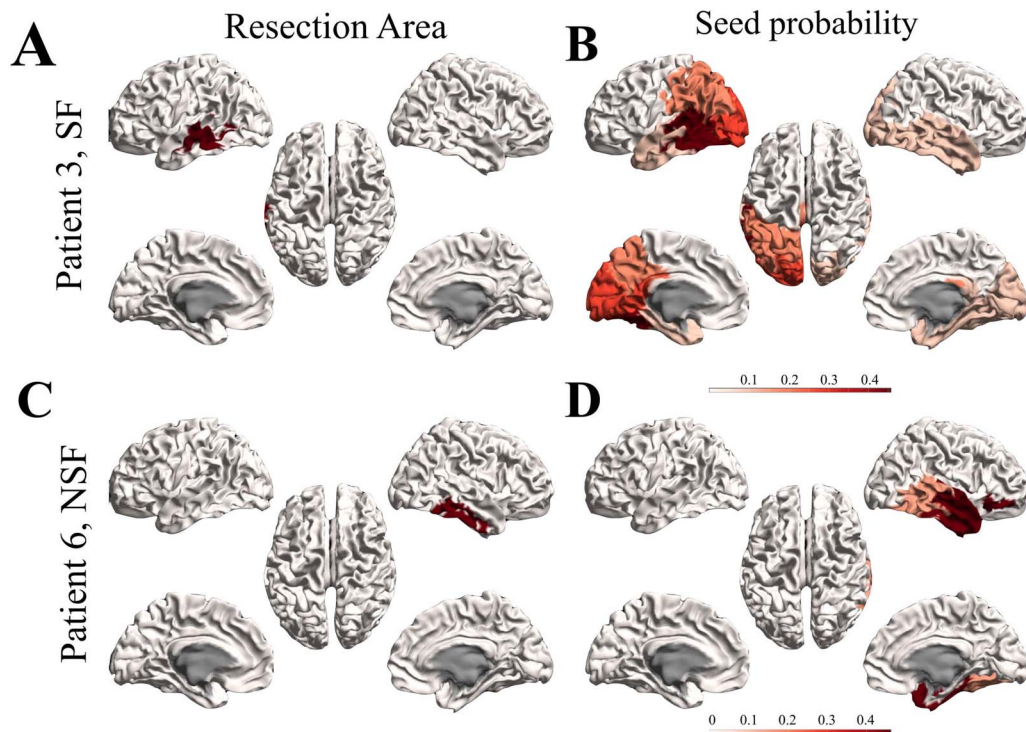 A
Resection Area
B
Seed probability
Patient 3, SF
0.1 0.2 0.3 0.4
C
D
Patient 6, NSF
0 0.1 0.2 0.3 0.4